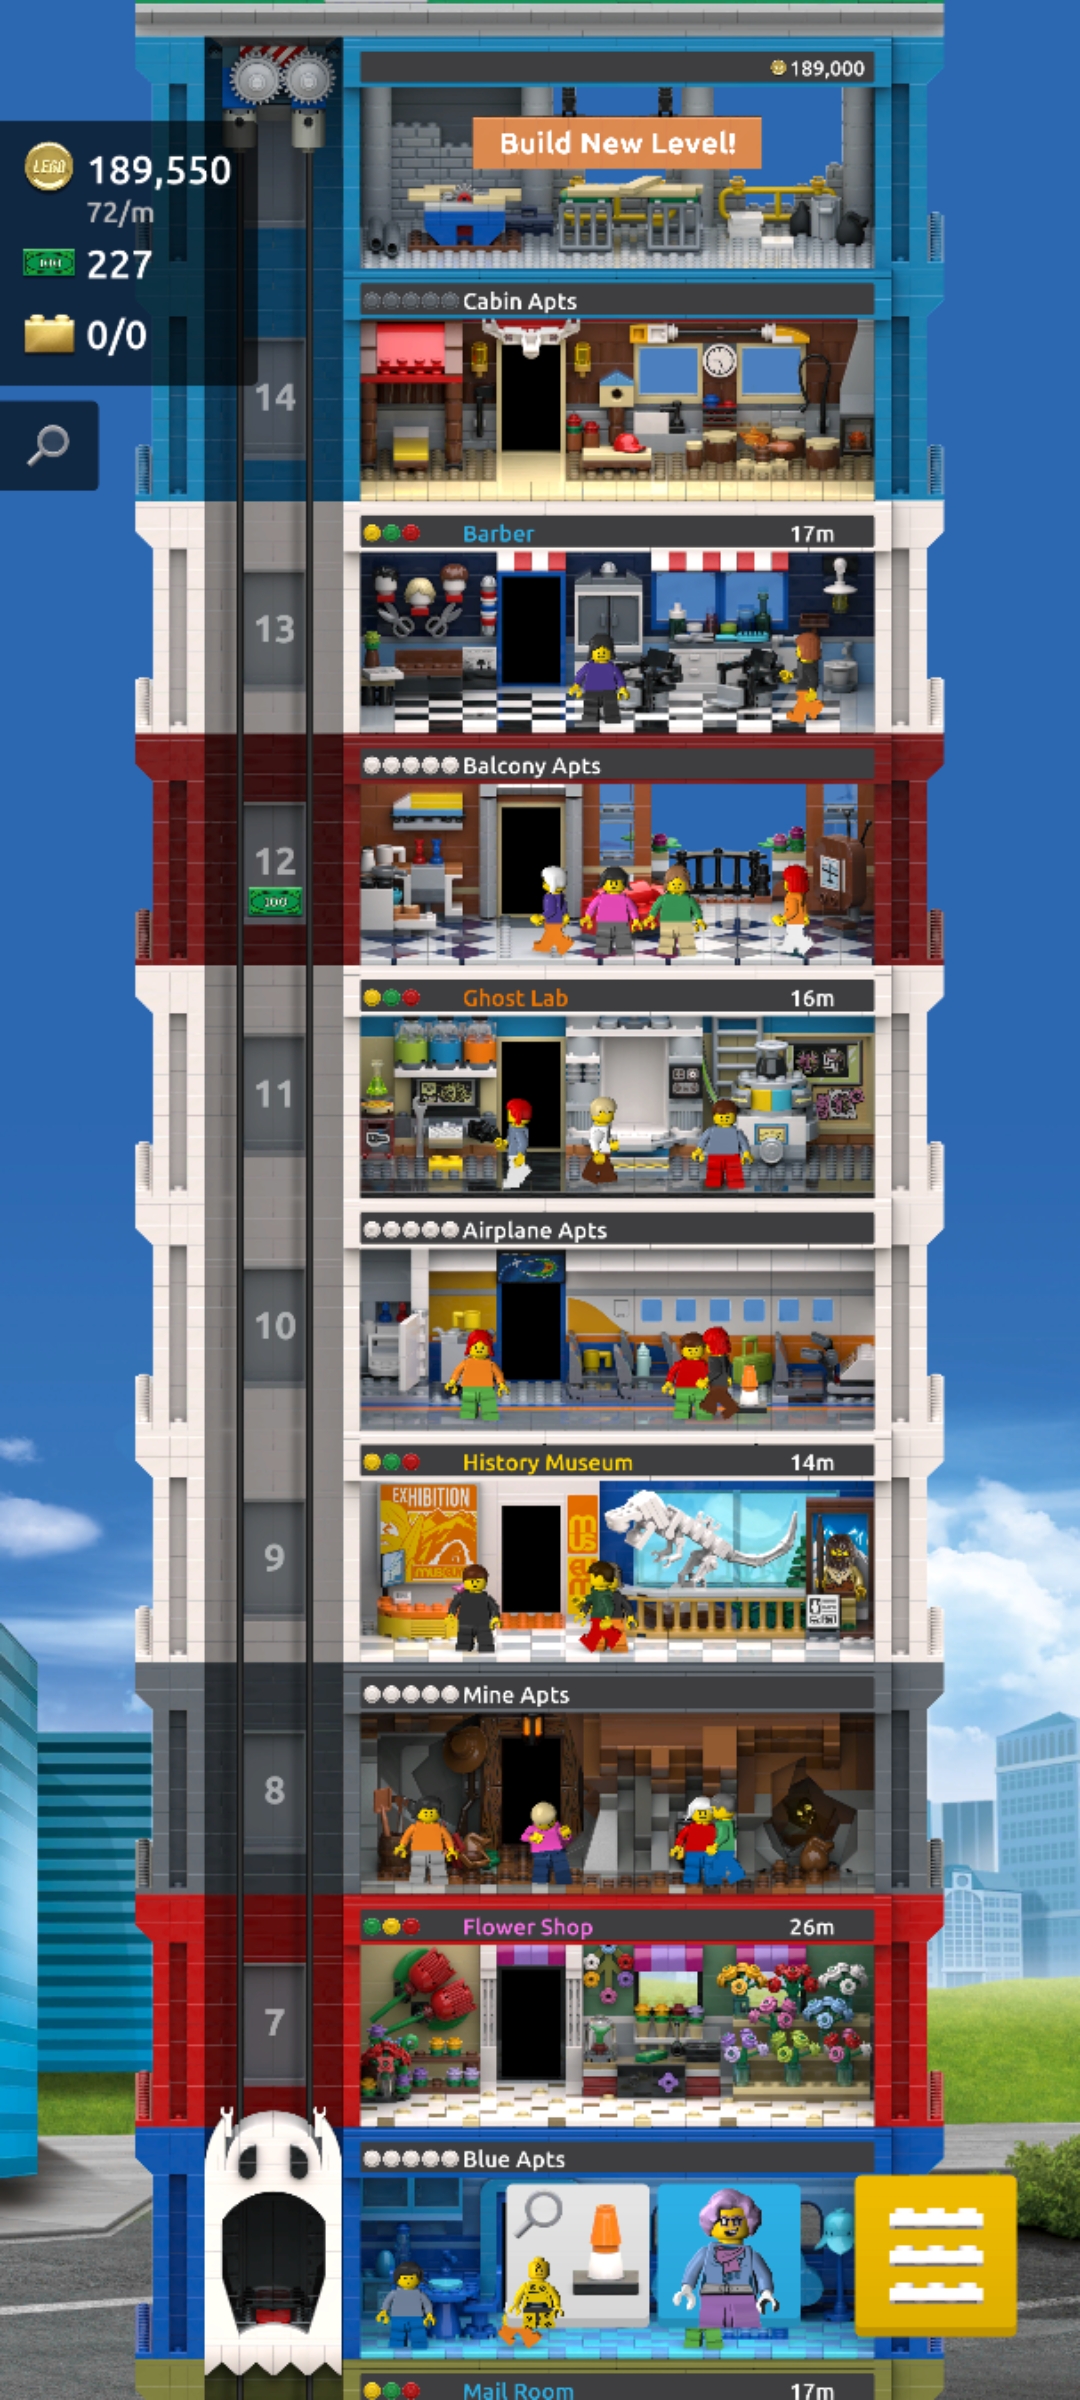 189,000
Build New Level!
LEGO
189,550
72/m
227
0/0
Cabin Apts
14
Barber
17m
13
Balcony Apts
12
100
Ghost Lab
16m
11
Airplane Apts
10
History Museum
14m
EXHIBITION
MUSEUM
9
Mine Apts
8
Flower Shop
26m
7
Blue Apts
Mail Room
17m